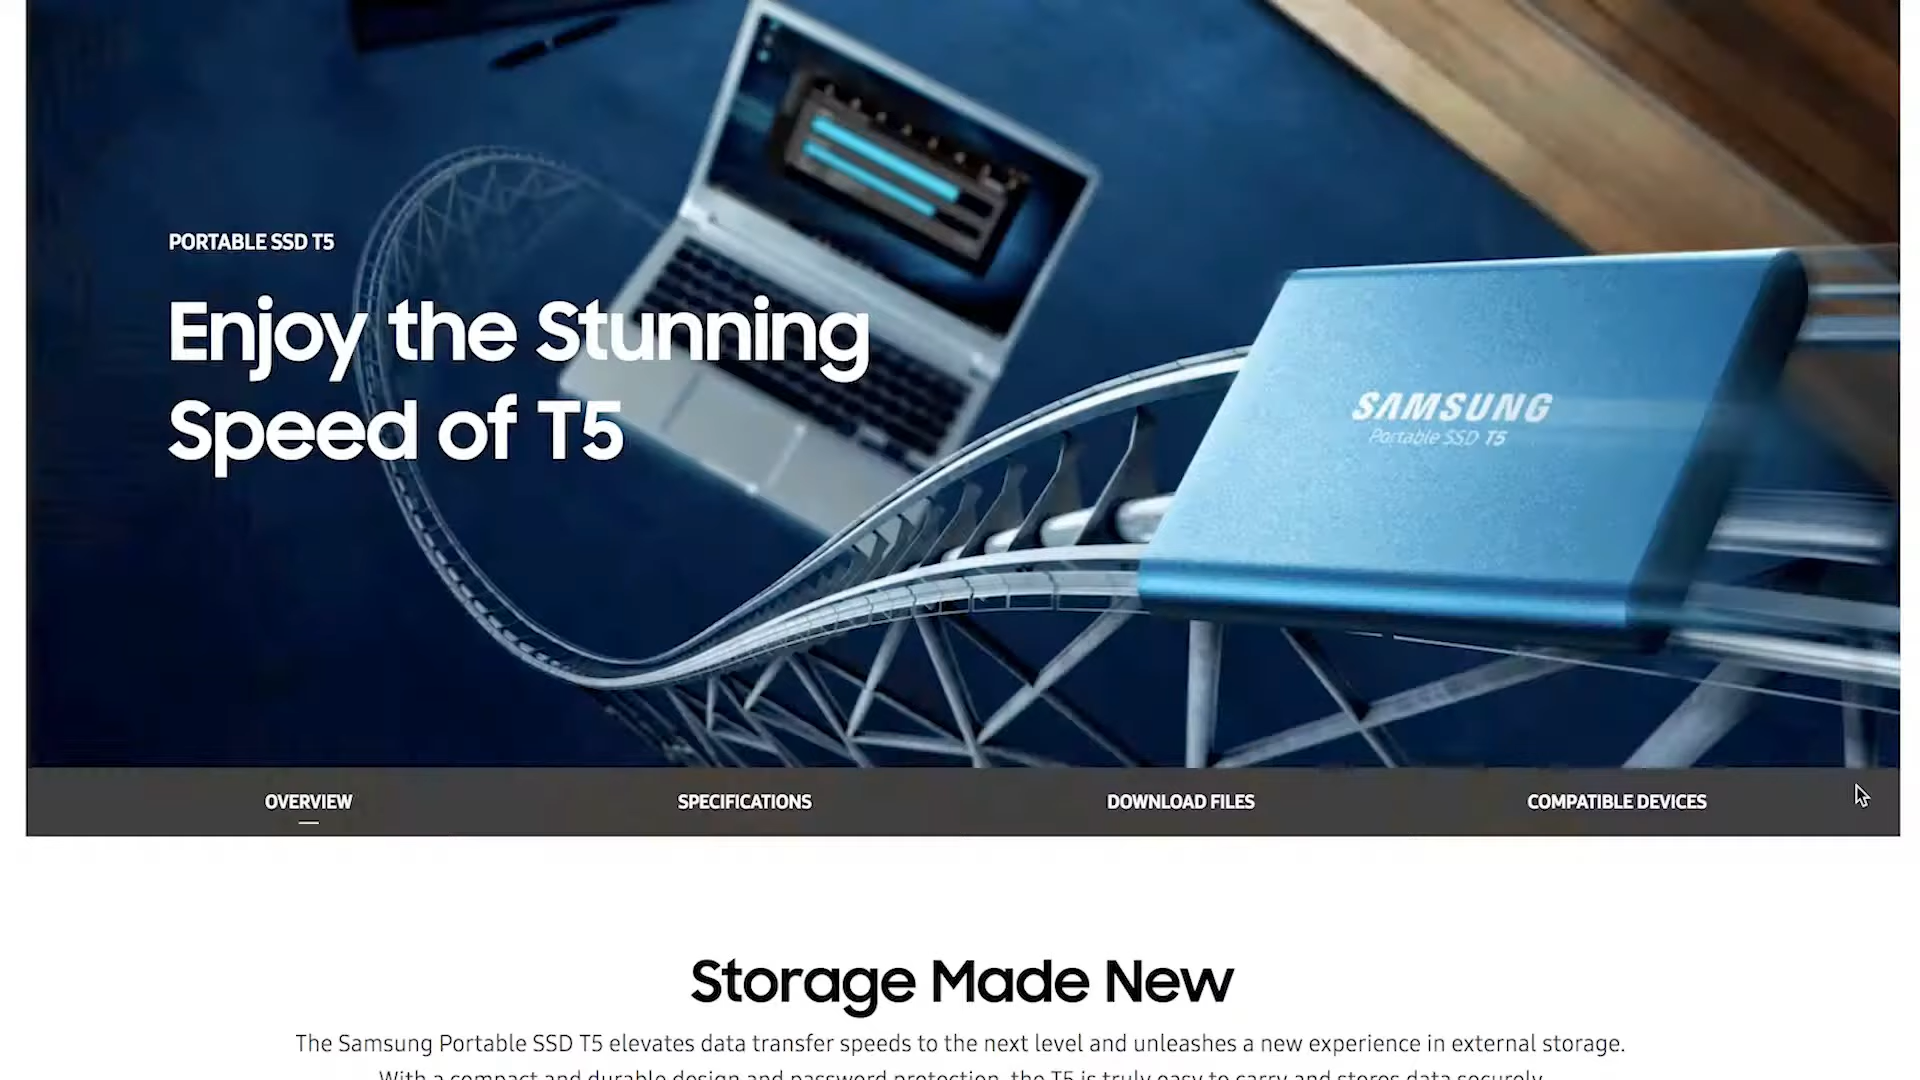 PORTABLE SSD T5
Enjoy the Stunning
Speed of T5
SAMSUNG
Portable SSD T5
OVERVIEW
SPECIFICATIONS
DOWNLOAD FILES
COMPATIBLE DEVICES
Storage Made New
The Samsung Portable SSD T5 elevates data transfer speeds to the next level and unleashes a new experience in external storage.
With a compact and durable design and password protection, the T5 is truly easy to carry and stores data securely.